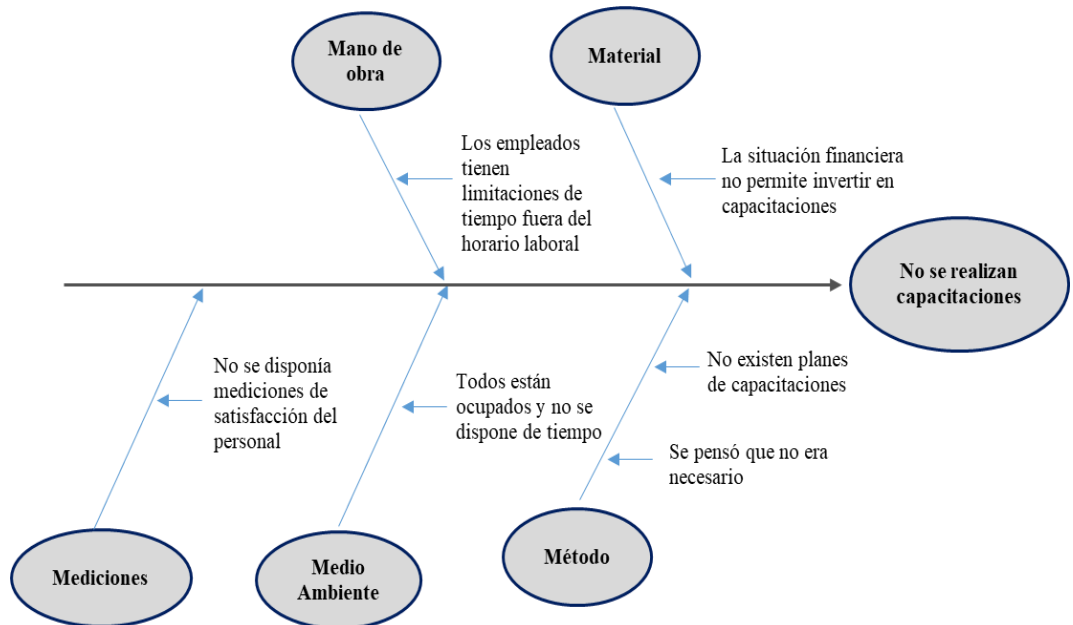 Mano de
obra
Material
Los empleados
tienen
limitaciones de
tiempo fuera del
horario laboral
La situación financiera
no permite invertir en
capacitaciones
No se realizan
capacitaciones
No se disponía
mediciones de
satisfacción del
personal
Todos están
ocupados y no se
dispone de tiempo
No existen planes
de capacitaciones
Se pensó que no era
necesario
Mediciones
Medio
Ambiente
Método